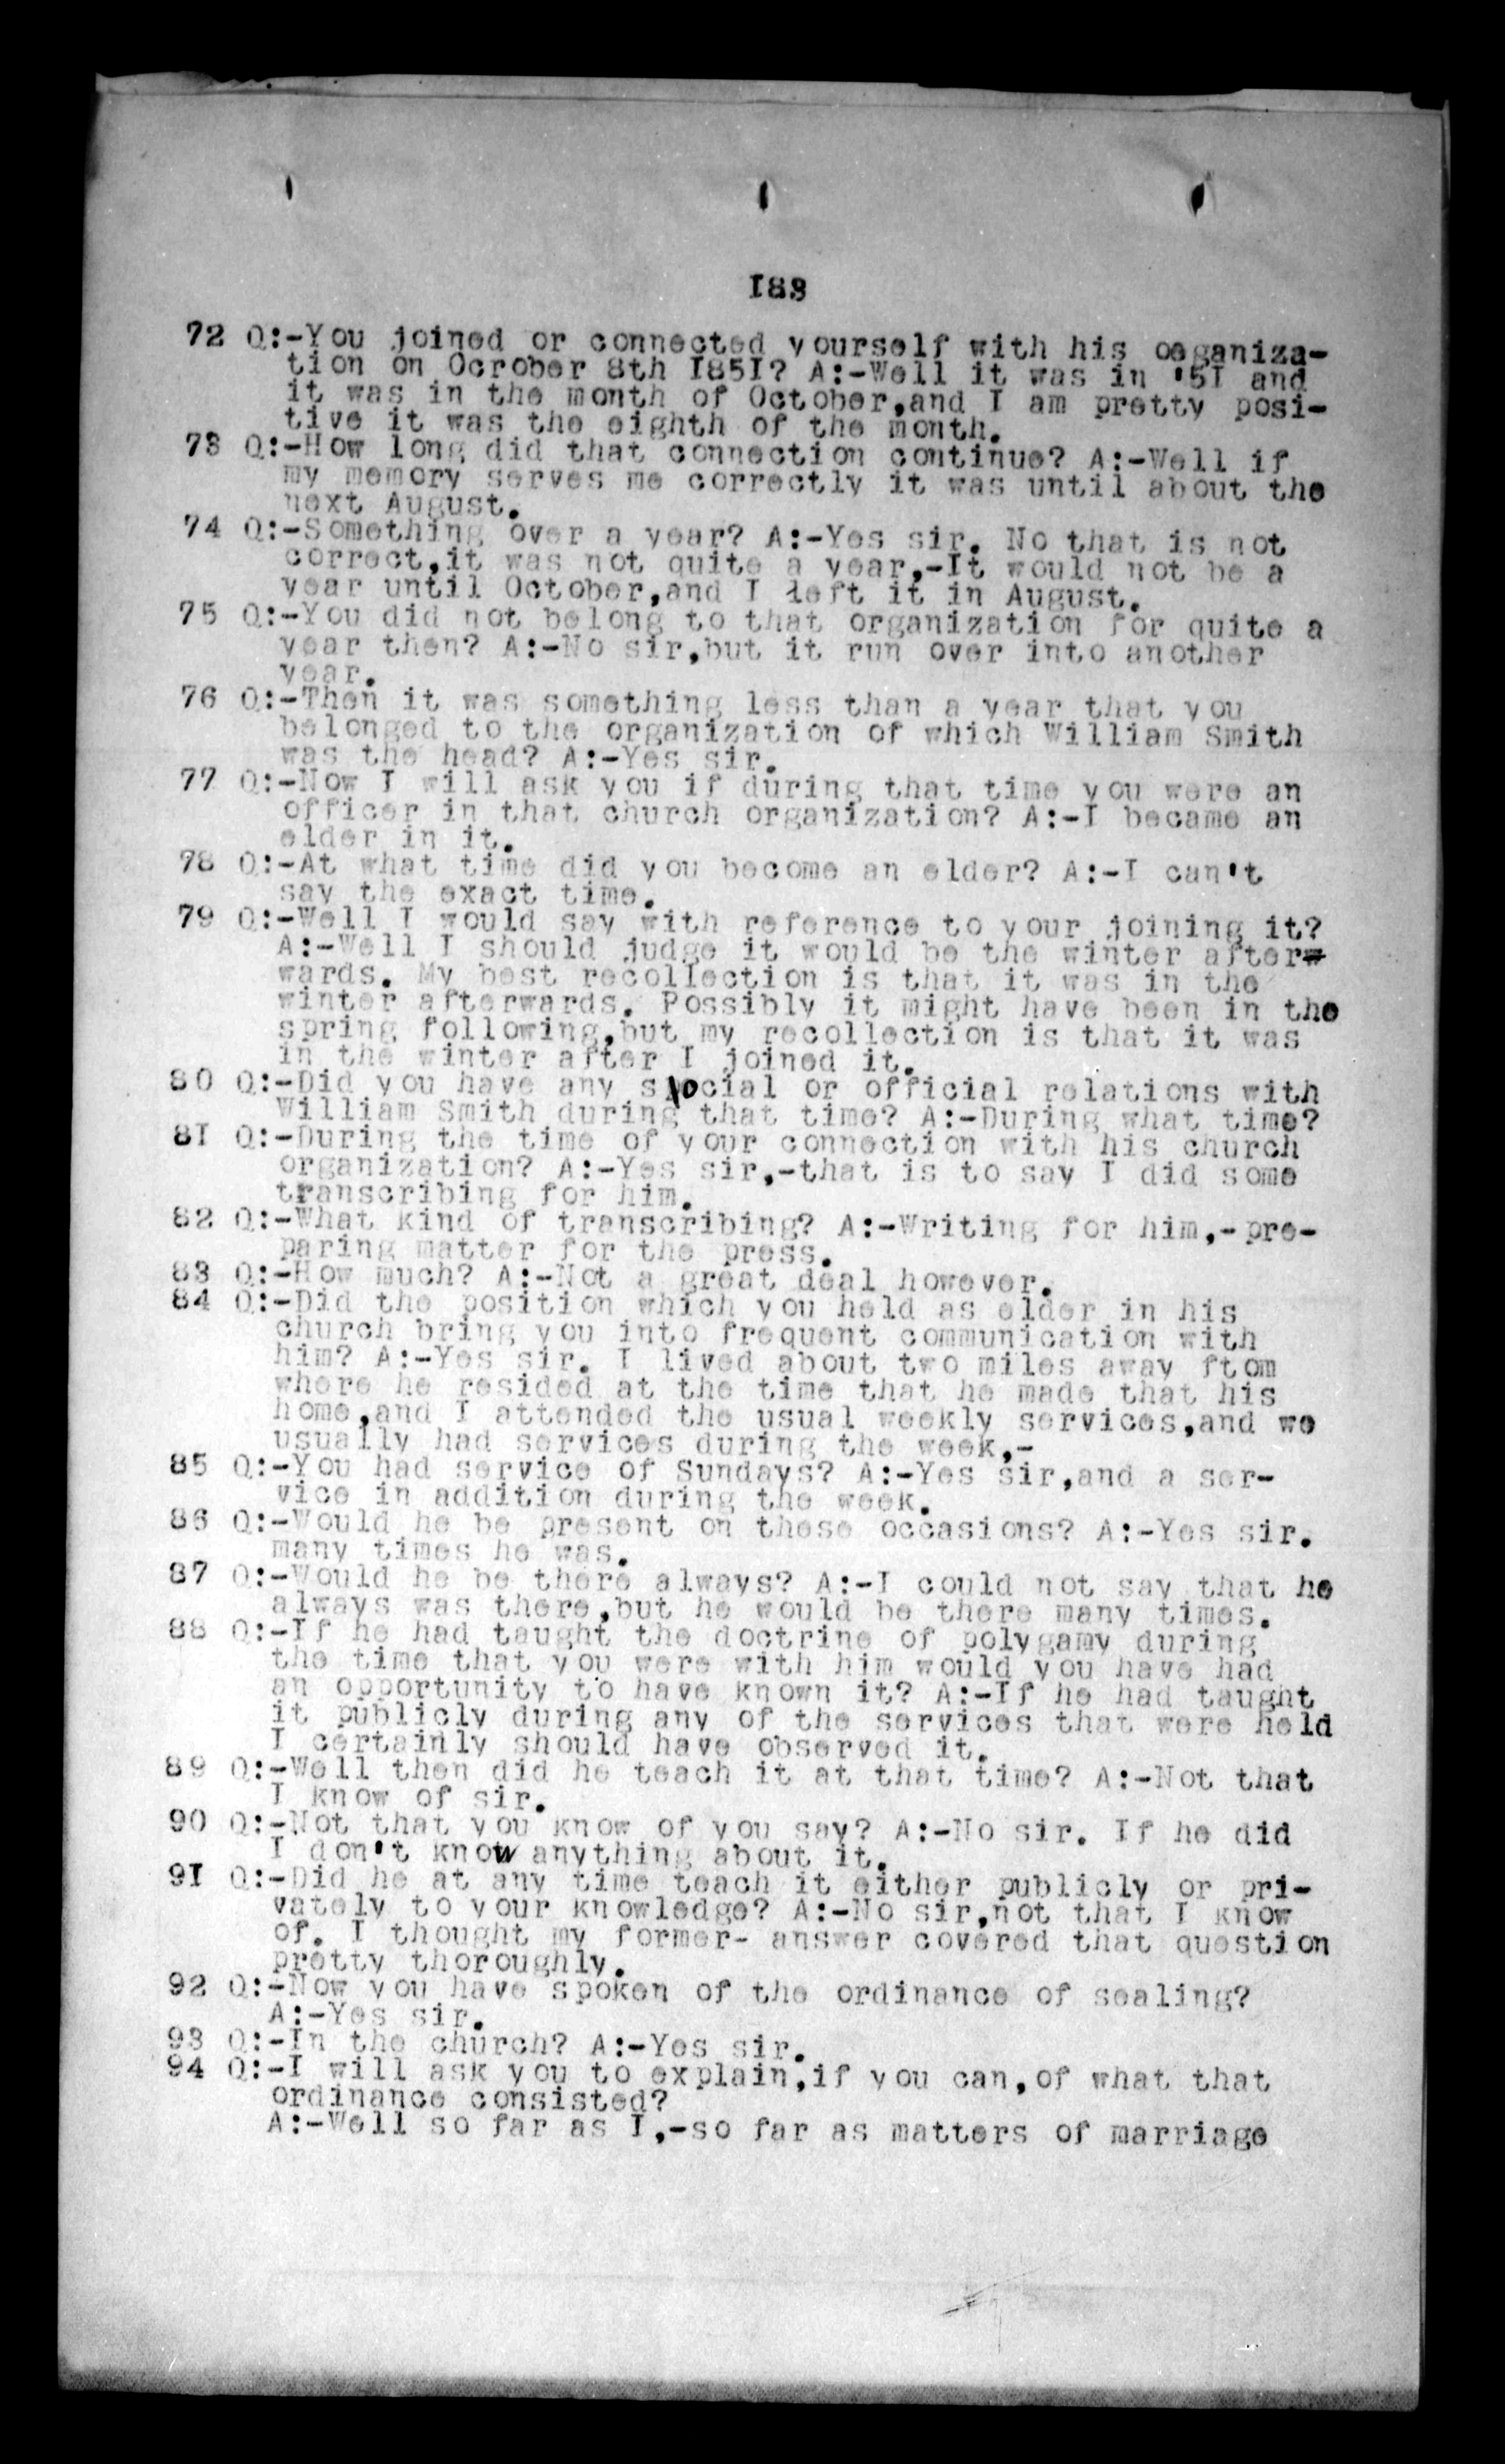 183
72 Q:-You joined or connected yourself with his oeganiza-
tion on Ocrober 8th I85I? A:-Well it was in '5I and
it was in the month of October,and I am pretty posi-
tive it was the eighth of the month.
73 Q:-How long did that connection continue? A:-Well if
my memory serves me correctly it was until about the
next August.
74 Q:-Something over a year? A:-Yes sir. No that is not
correct,it was not quite a year,-It would not be a
year until October,and I left it in August.
75 Q:-You did not belong to that organization for quite a
year then? A:-No sir,but it run over into another
year.
76 Q:-Then it was something less than a year that you
belonged to the organization of which William Smith
was the head? A:-Yes sir.
77 Q:-Now I will ask you if during that time you were an
officer in that church organization? A:-I became an
elder in it.
78 Q:-At what time did you become an elder? A:-I can't
say the exact time.
79 Q:-Well I would say with reference to your joining it?
A:-Well I should judge it would be the winter after-
wards. My best recollection is that it was in the
winter afterwards. Possibly it might have been in the
spring following,but my recollection is that it was
in the winter after I joined it.
80 Q:-Did you have any social or official relations with
William Smith during that time? A:-During what time?
8I Q:-During the time of your connection with his church
organization? A:-Yes sir,-that is to say I did some
transcribing for him.
82 Q:-What kind of transcribing? A:-Writing for him,-pre-
paring matter for the press.
83 Q:-How much? A:-Not a great deal however.
84 Q:-Did the position which you held as elder in his
church bring you into frequent communication with
him? A:-Yes sir. I lived about two miles away ftom
where he resided at the time that he made that his
home,and I attended the usual weekly services,and we
usually had services during the week,-
85 Q:-You had service of Sundays? A:-Yes sir,and a ser-
vice in addition during the week.
86 Q:-Would he be present on these occasions? A:-Yes sir.
many times he was.
87 Q:-Would he be there always? A:-I could not say that he
always was there,but he would be there many times.
88 Q:-If he had taught the doctrine of polygamy during
the time that you were with him would you have had
an opportunity to have known it? A:-If he had taught
it publicly during any of the services that were held
I certainly should have observed it.
89 Q:-Well then did he teach it at that time? A:-Not that
I know of sir.
90 Q:-Not that you know of you say? A:-No sir. If he did
I don't know anything about it.
9I Q:-Did he at any time teach it either publicly or pri-
vately to your knowledge? A:-No sir,not that I know
of. I thought my former- answer covered that question
pretty thoroughly.
92 Q:-Now you have spoken of the ordinance of sealing?
A:-Yes sir.
93 Q:-In the church? A:-Yes sir.
94 Q:-I will ask you to explain,if you can,of what that
ordinance consisted?
A:-Well so far as I,-so far as matters of marriage